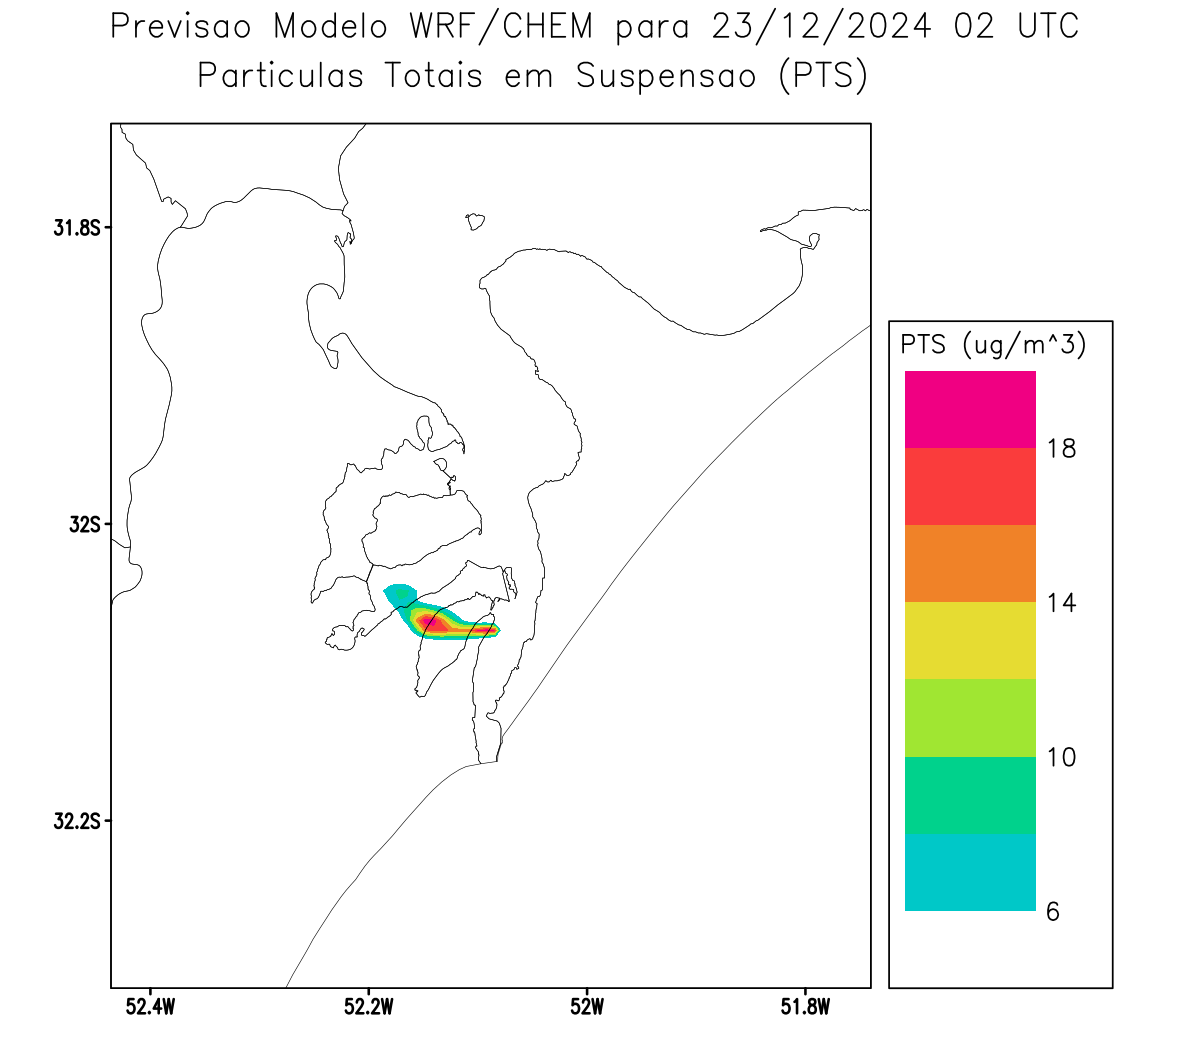 Previsao Modelo WRF/CHEM para 23/12/2024 02 UTC
Particulas Totais em Suspensao (PTS)
31.8S
32S
32.2S
52.4W
52.2W
52W
51.8W
PTS (ug/m^3)
18
14
10
6